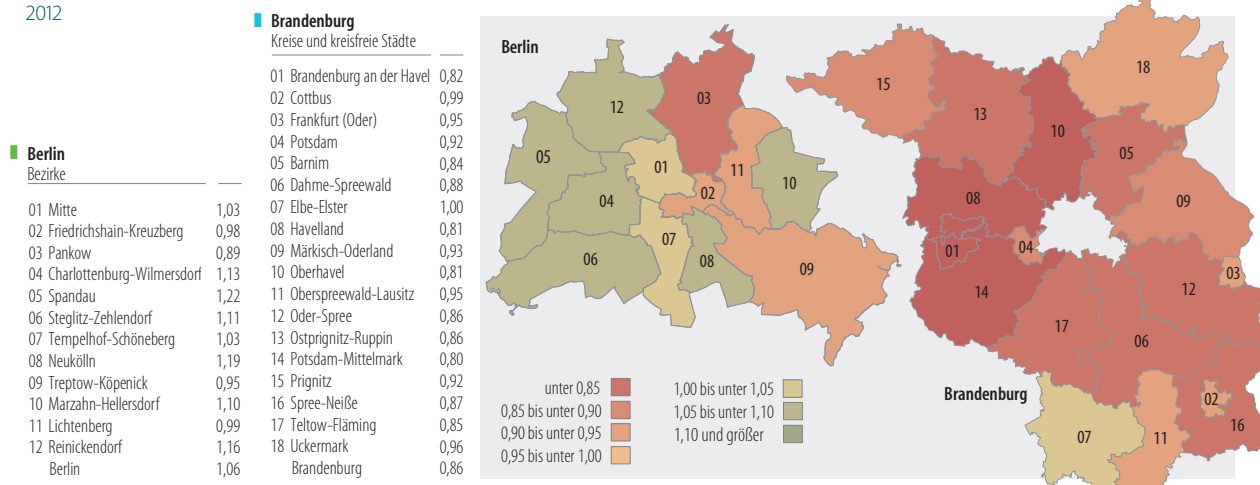 2012
Berlin
Bezirke
01 Mitte 1,03
02 Friedrichshain-Kreuzberg 0,98
03 Pankow 0,89
04 Charlottenburg-Wilmersdorf 1,13
05 Spandau 1,22
06 Steglitz-Zehlendorf 1,11
07 Tempelhof-Schöneberg 1,03
08 Neukölln 1,19
09 Treptow-Köpenick 0,95
10 Marzahn-Hellersdorf 1,10
11 Lichtenberg 0,99
12 Reinickendorf 1,16
Berlin 1,06
Brandenburg
Kreise und kreisfreie Städte
01 Brandenburg an der Havel 0,82
02 Cottbus 0,99
03 Frankfurt (Oder) 0,95
04 Potsdam 0,92
05 Barnim 0,84
06 Dahme-Spreewald 0,88
07 Elbe-Elster 1,00
08 Havelland 0,81
09 Märkisch-Oderland 0,93
10 Oberhavel 0,81
11 Oberspreewald-Lausitz 0,95
12 Oder-Spree 0,86
13 Ostprignitz-Ruppin 0,86
14 Potsdam-Mittelmark 0,80
15 Prignitz 0,92
16 Spree-Neiße 0,87
17 Teltow-Fläming 0,85
18 Uckermark 0,96
Brandenburg 0,86
Berlin
12
03
05
01
11
10
04
02
07
06
08
09
18
15
13
10
05
08
09
01
04
03
14
12
17
06
Brandenburg
02
07
11
16
unter 0,85
0,85 bis unter 0,90
0,90 bis unter 0,95
0,95 bis unter 1,00
1,00 bis unter 1,05
1,05 bis unter 1,10
1,10 und größer